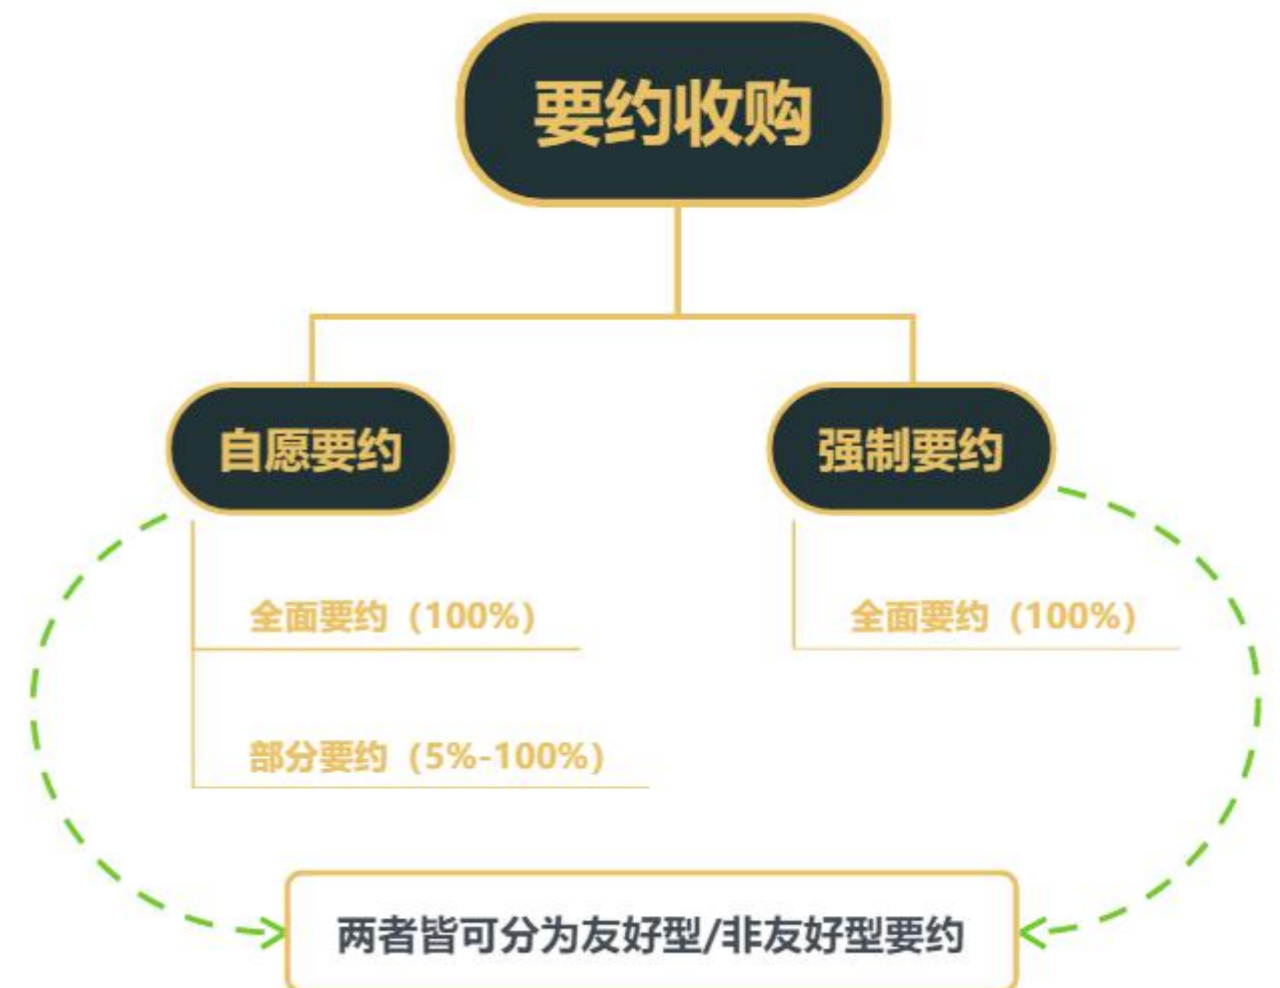 要约收购
自愿要约
强制要约
全面要约（100%）
全面要约（100%）
部分要约（5%-100%）
两者皆可分为友好型/非友好型要约